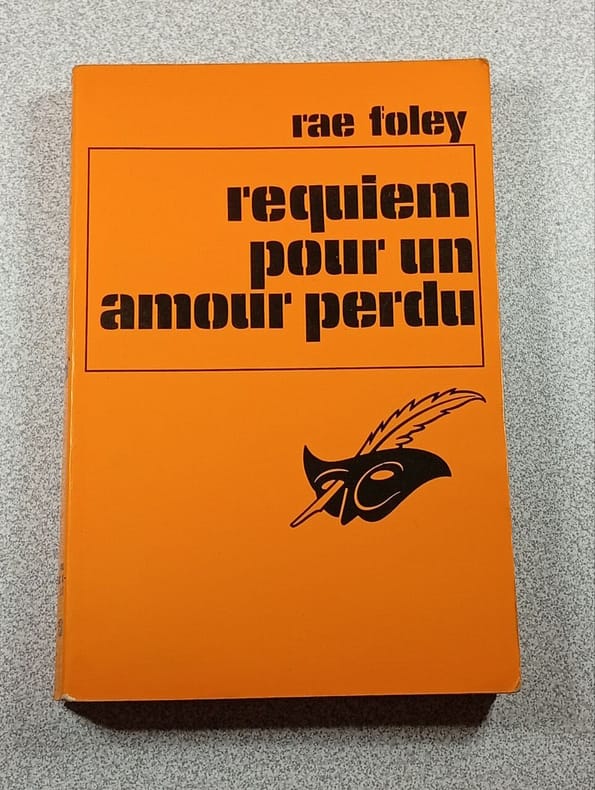 rae foley
requiem
pour un
amour perdu